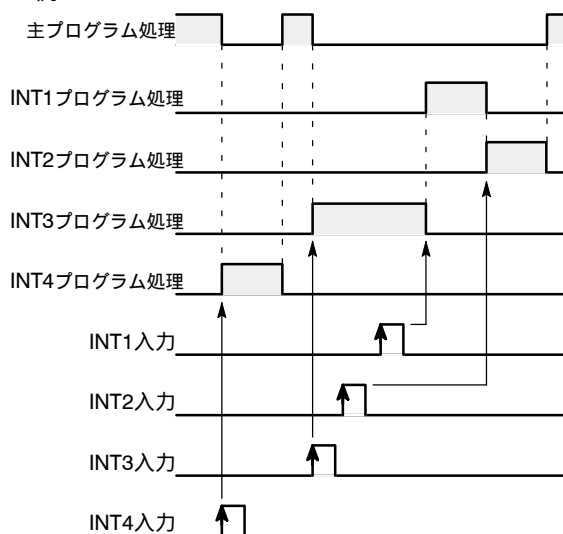 主プログラム処理
INT1プログラム処理
INT2プログラム処理
INT3プログラム処理
INT4プログラム処理
INT1入力
INT2入力
INT3入力
INT4入力